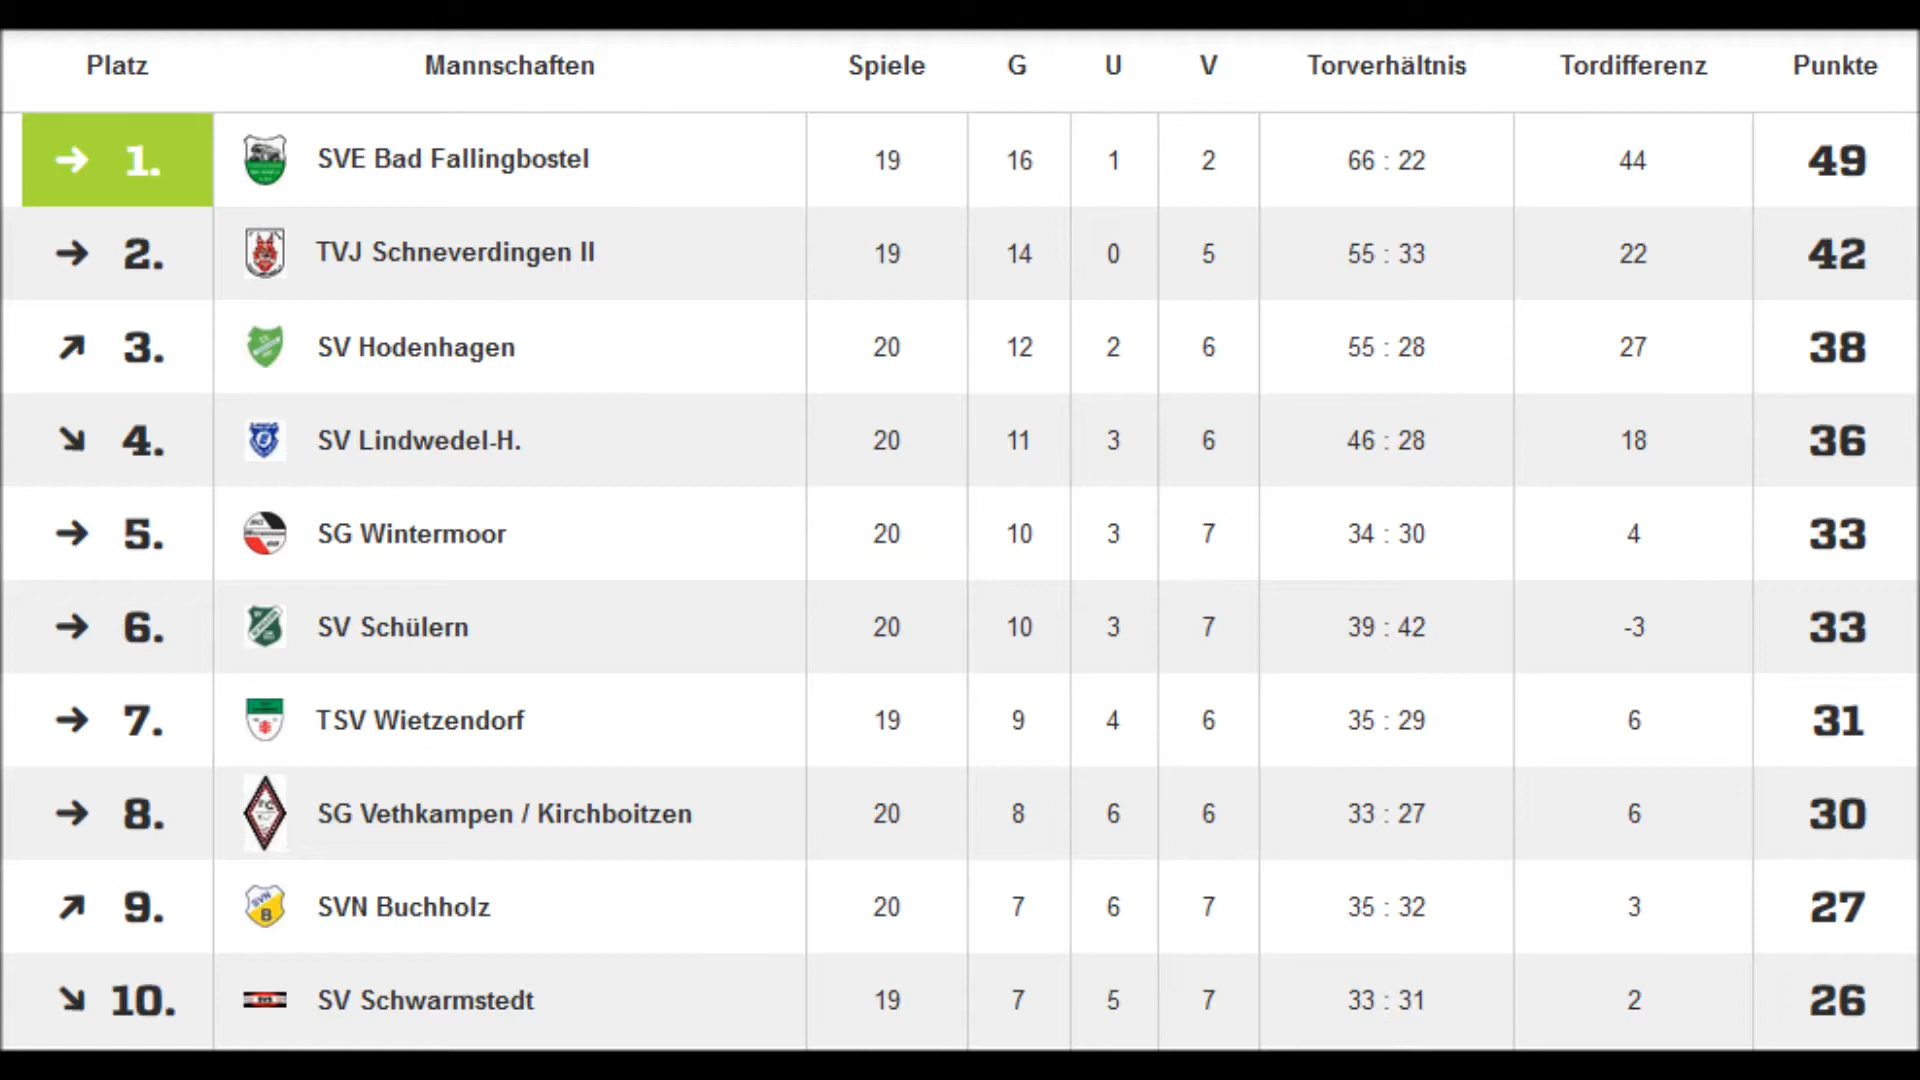 Platz Mannschaften Spiele G U V Torverhältnis Tordifferenz Punkte
1. SVE Bad Fallingbostel 19 16 1 2 66 : 22 44 49
2. TVJ Schneverdingen II 19 14 0 5 55 : 33 22 42
3. SV Hodenhagen 20 12 2 6 55 : 28 27 38
4. SV Lindwedel-H. 20 11 3 6 46 : 28 18 36
5. SG Wintermoor 20 10 3 7 34 : 30 4 33
6. SV Schülern 20 10 3 7 39 : 42 -3 33
7. TSV Wietzendorf 19 9 4 6 35 : 29 6 31
8. SG Vethkampen / Kirchboitzen 20 8 6 6 33 : 27 6 30
SVN
B
9. SVN Buchholz 20 7 6 7 35 : 32 3 27
10. SV Schwarmstedt 19 7 5 7 33 : 31 2 26